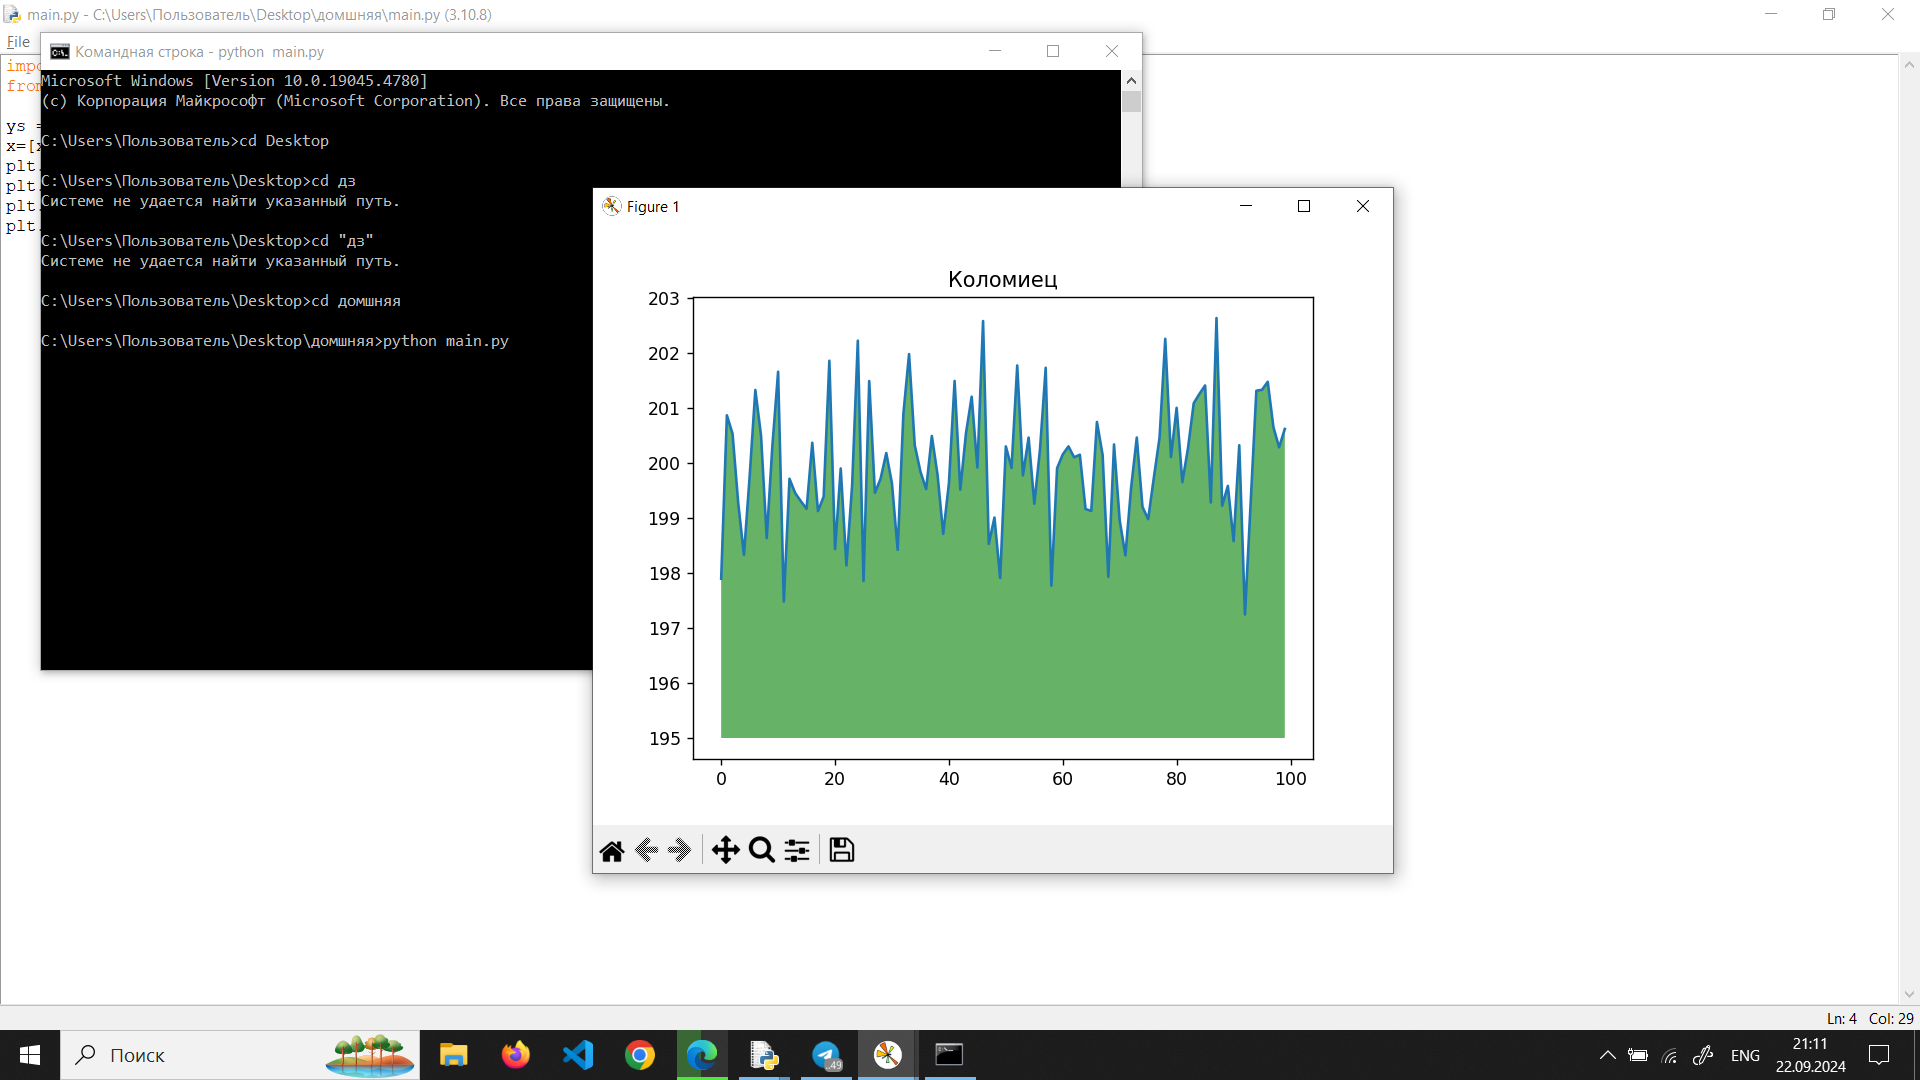 main.py - C:\Users\Пользователь\Desktop\домшняя\main.py (3.10.8)
File
Командная строка - python  main.py
Microsoft Windows [Version 10.0.19045.4780]
(c) Корпорация Майкрософт (Microsoft Corporation). Все права защищены.
C:\Users\Пользователь>cd Desktop
C:\Users\Пользователь\Desktop>cd дз
Системе не удается найти указанный путь.
C:\Users\Пользователь\Desktop>cd "дз"
Системе не удается найти указанный путь.
C:\Users\Пользователь\Desktop>cd домшняя
C:\Users\Пользователь\Desktop\домшняя>python main.py
ys =
x=[
plt.
plt.
plt.
plt.
Figure 1
Коломиец
203
202
201
200
199
198
197
196
195
0 20 40 60 80 100
Ln: 4 Col: 29
Поиск
49
ENG
21:11
22.09.2024